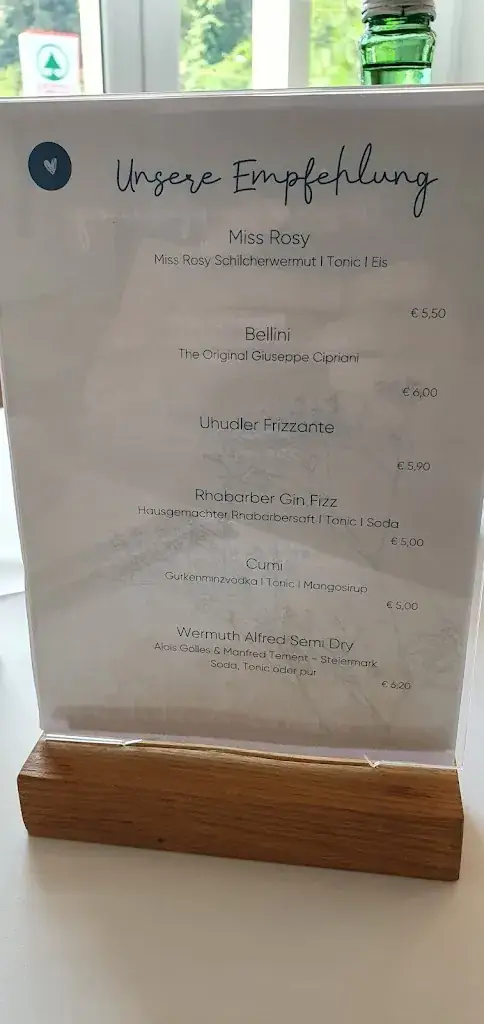 Unsere Empfehlung
Miss Rosy
Miss Rosy Schilcherwermut I Tonic I Eis
€ 5,50
Bellini
The Original Giuseppe Cipriani
€ 6,00
Uhudler Frizzante
€ 5,90
Rhabarber Gin Fizz
Hausgemachter Rhabarbersaft I Tonic I Soda
€ 5,00
Cumi
Gurkenminzvodka I Tonic I Mangosirup
€ 5,00
Wermuth Alfred Semi Dry
Alois Gölles & Manfred Tement – Steiermark
Soda, Tonic oder pur
€ 6,20